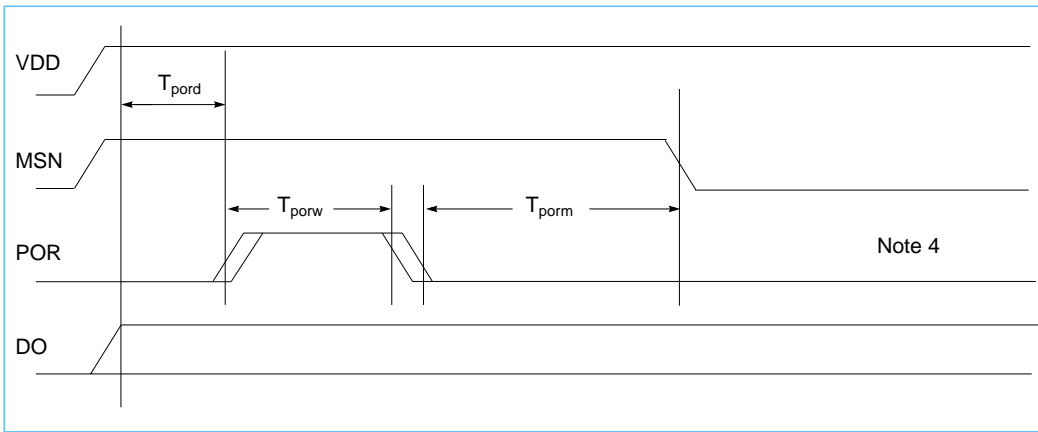 VDD
Tpord
MSN
Tporw
Tporm
POR
Note 4
DO